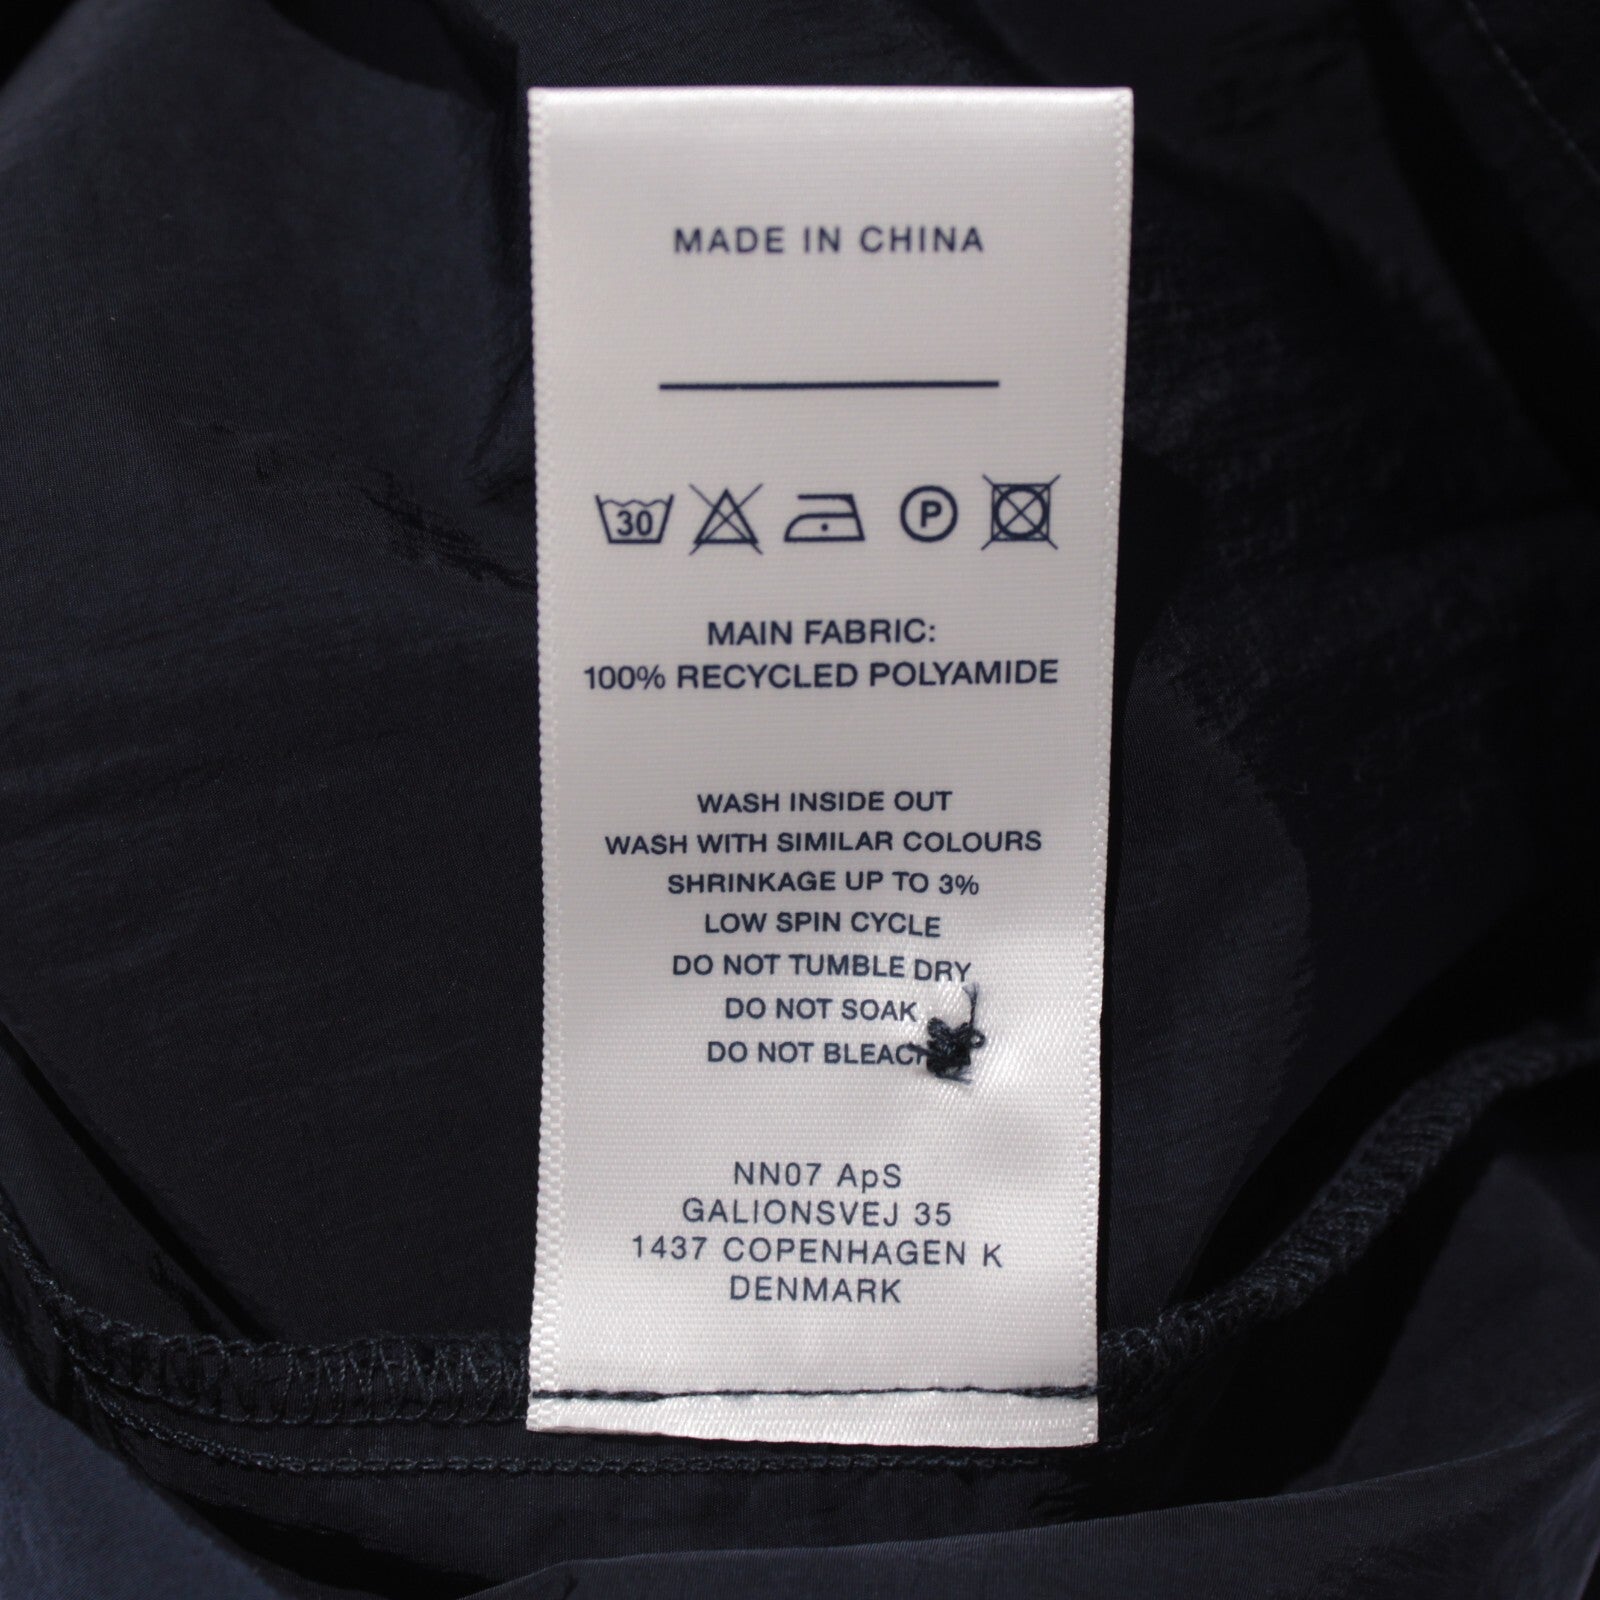 MADE IN CHINA
30 P
MAIN FABRIC:
100% RECYCLED POLYAMIDE
WASH INSIDE OUT
WASH WITH SIMILAR COLOURS
SHRINKAGE UP TO 3%
LOW SPIN CYCLE
DO NOT TUMBLE DRY
DO NOT SOAK
DO NOT BLEACH
NN07 ApS
GALIONSVEJ 35
1437 COPENHAGEN K
DENMARK